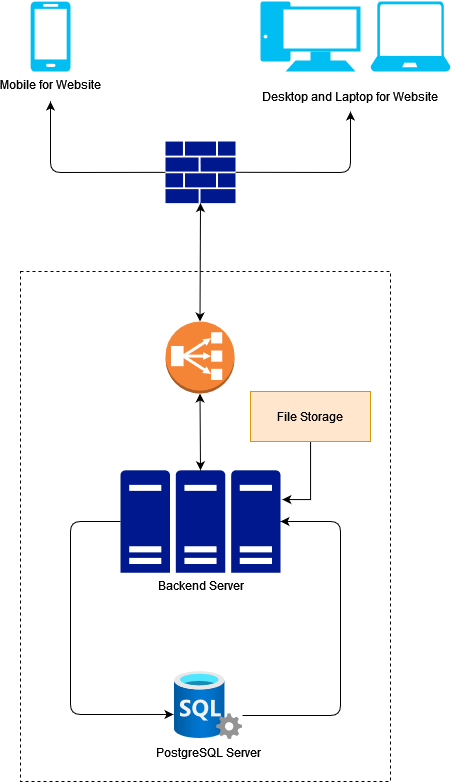 Mobile for Website
Desktop and Laptop for Website
File Storage
Backend Server
SQL
PostgreSQL Server